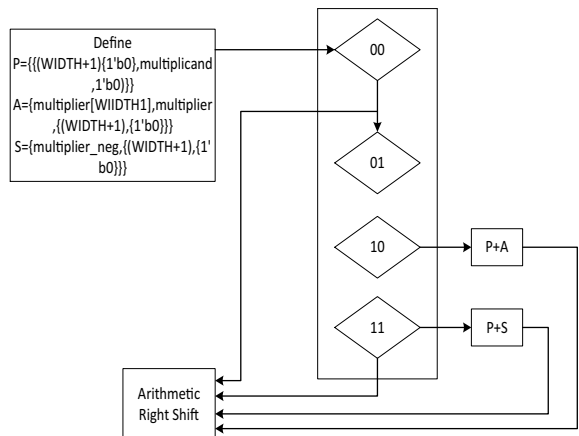 Define
P={{(WIDTH+1){1'b0},multiplicand
,1'b0)}}
A={multiplier[WIIDTH1],multiplier
,{(WIDTH+1),{1'b0}}}
S={multiplier_neg,{(WIDTH+1),{1'
b0}}}
00
01
10
P+A
11
P+S
Arithmetic
Right Shift